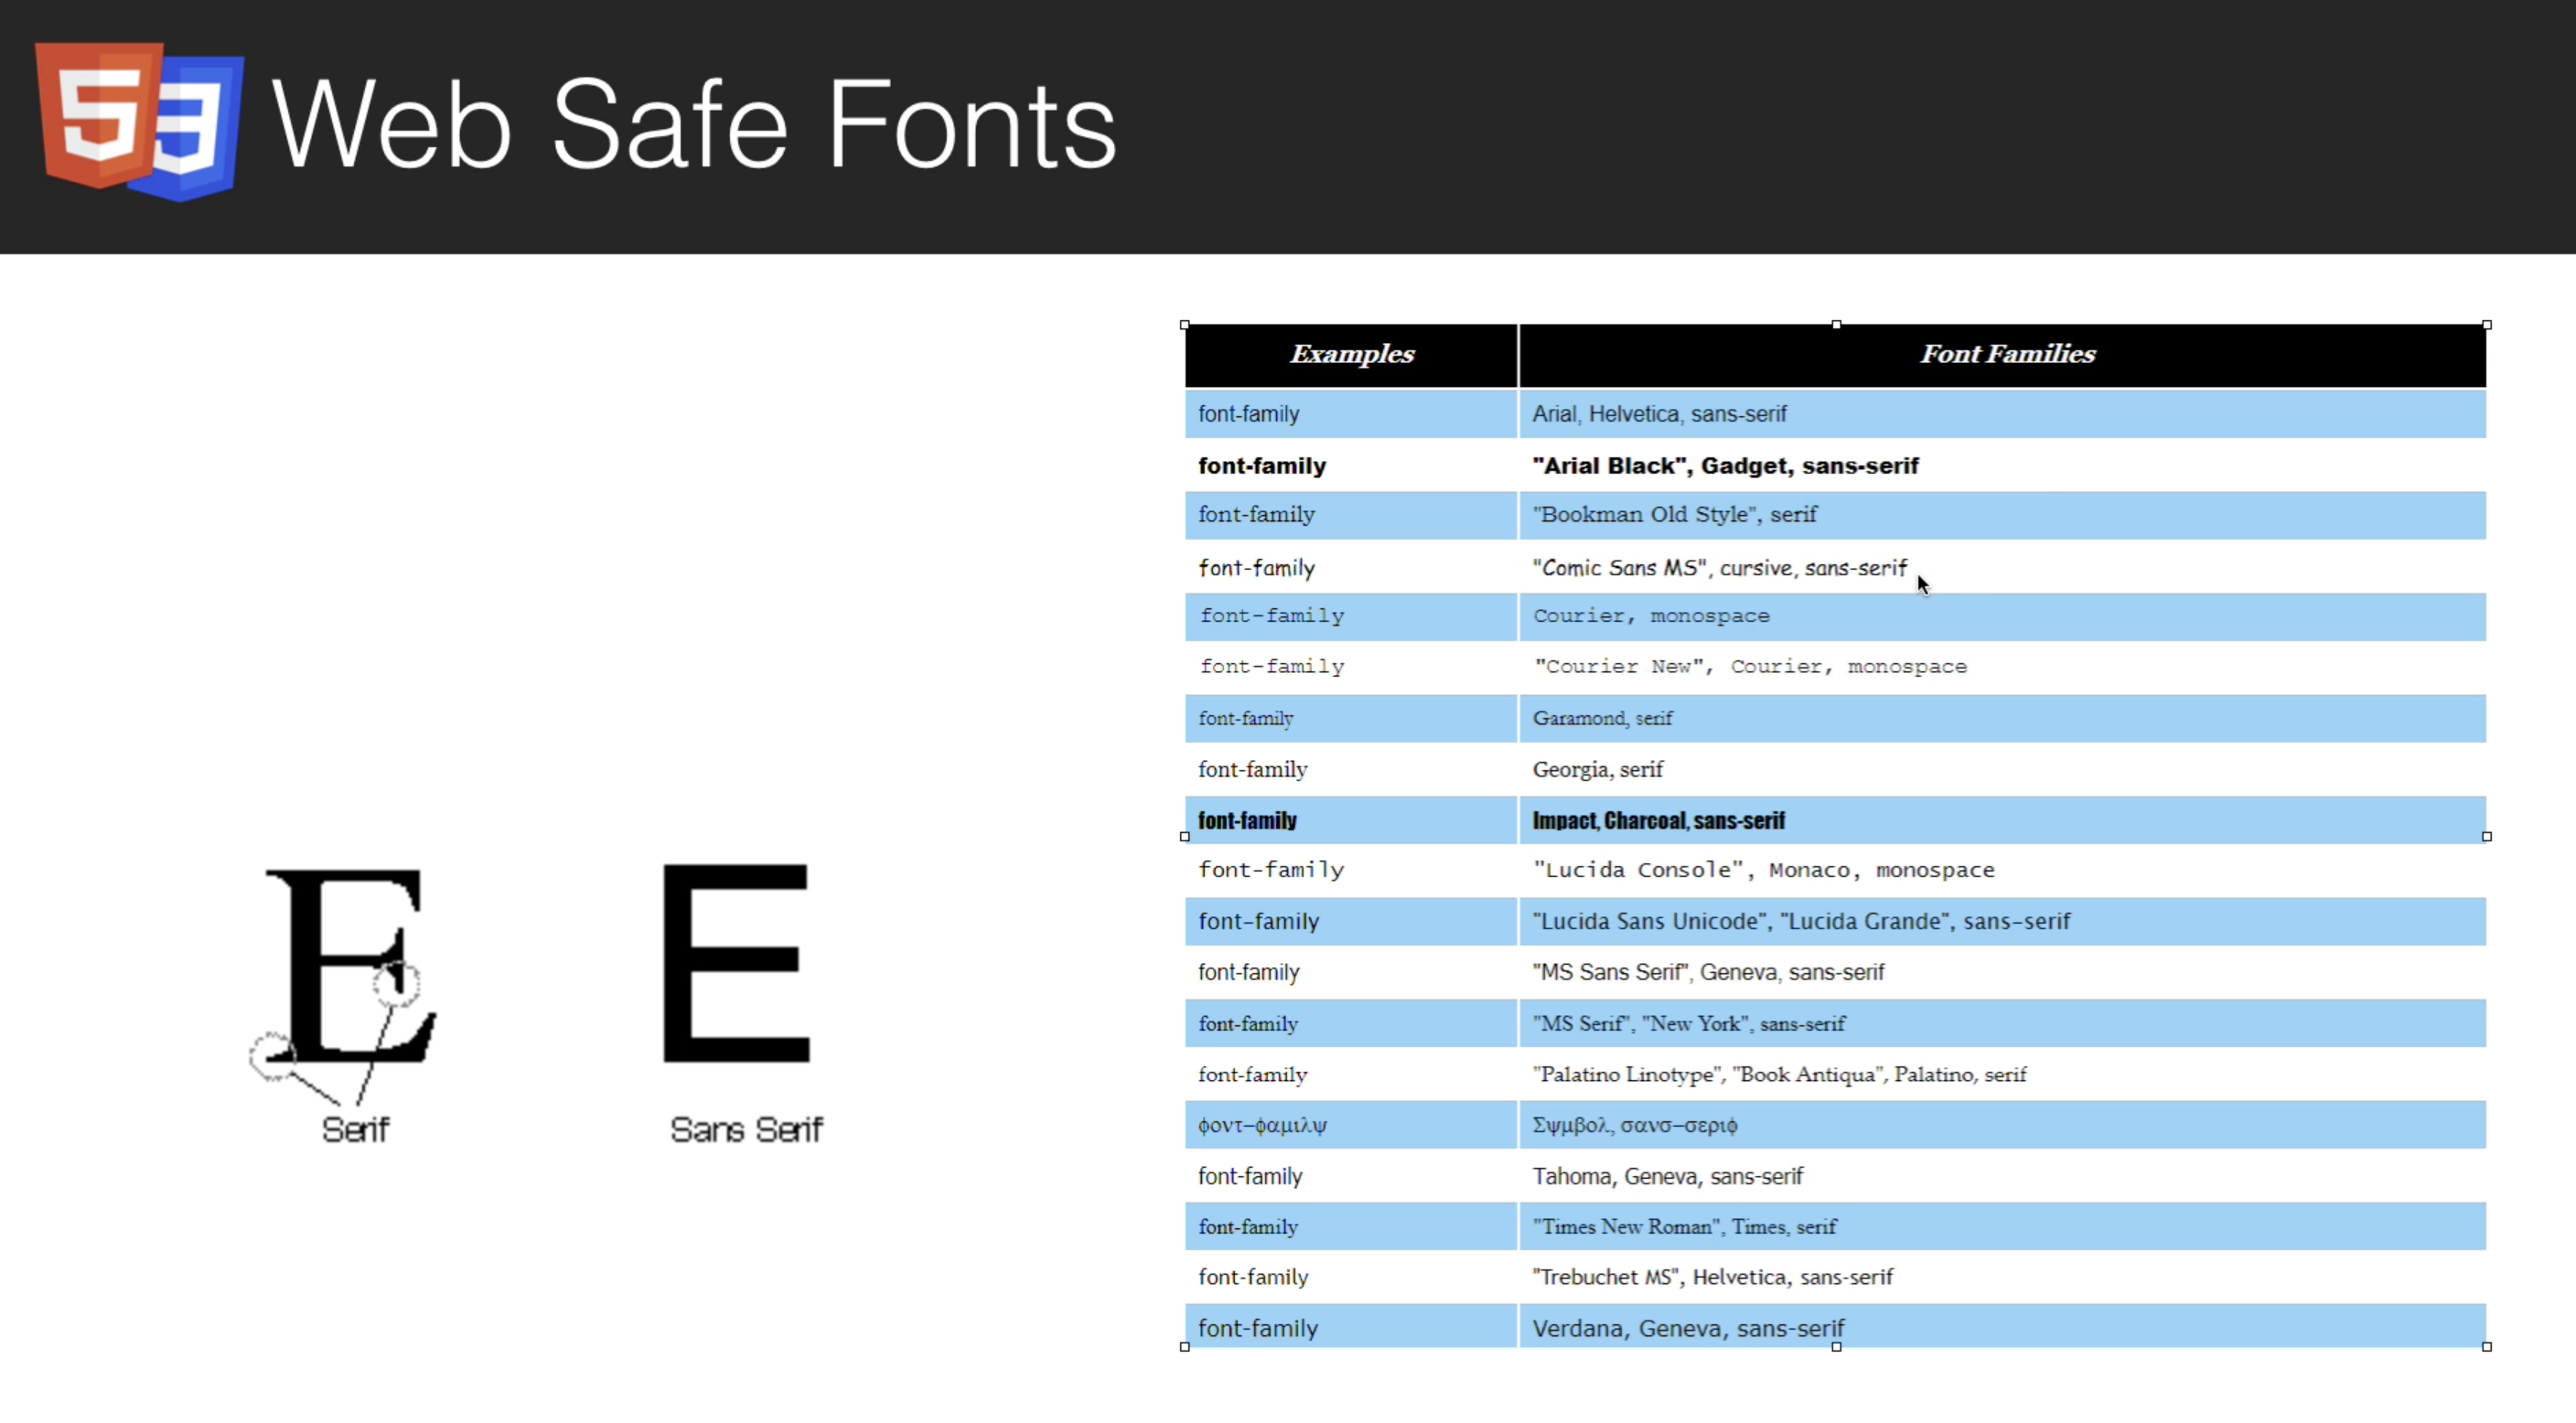 5 3 Web Safe Fonts
Examples Font Families
font-family Arial, Helvetica, sans-serif
font-family "Arial Black", Gadget, sans-serif
font-family "Bookman Old Style", serif
font-family "Comic Sans MS", cursive, sans-serif
font-family Courier, monospace
font-family "Courier New", Courier, monospace
font-family Garamond, serif
font-family Georgia, serif
font-family Impact, Charcoal, sans-serif
font-family "Lucida Console", Monaco, monospace
font-family "Lucida Sans Unicode", "Lucida Grande", sans-serif
font-family "MS Sans Serif", Geneva, sans-serif
font-family "MS Serif", "New York", sans-serif
font-family "Palatino Linotype", "Book Antiqua", Palatino, serif
φοντ–φαμιλψ Σψμβολ, σανσ–σεριφ
font-family Tahoma, Geneva, sans-serif
font-family "Times New Roman", Times, serif
font-family "Trebuchet MS", Helvetica, sans-serif
font-family Verdana, Geneva, sans-serif
E E
Serif Sans Serif